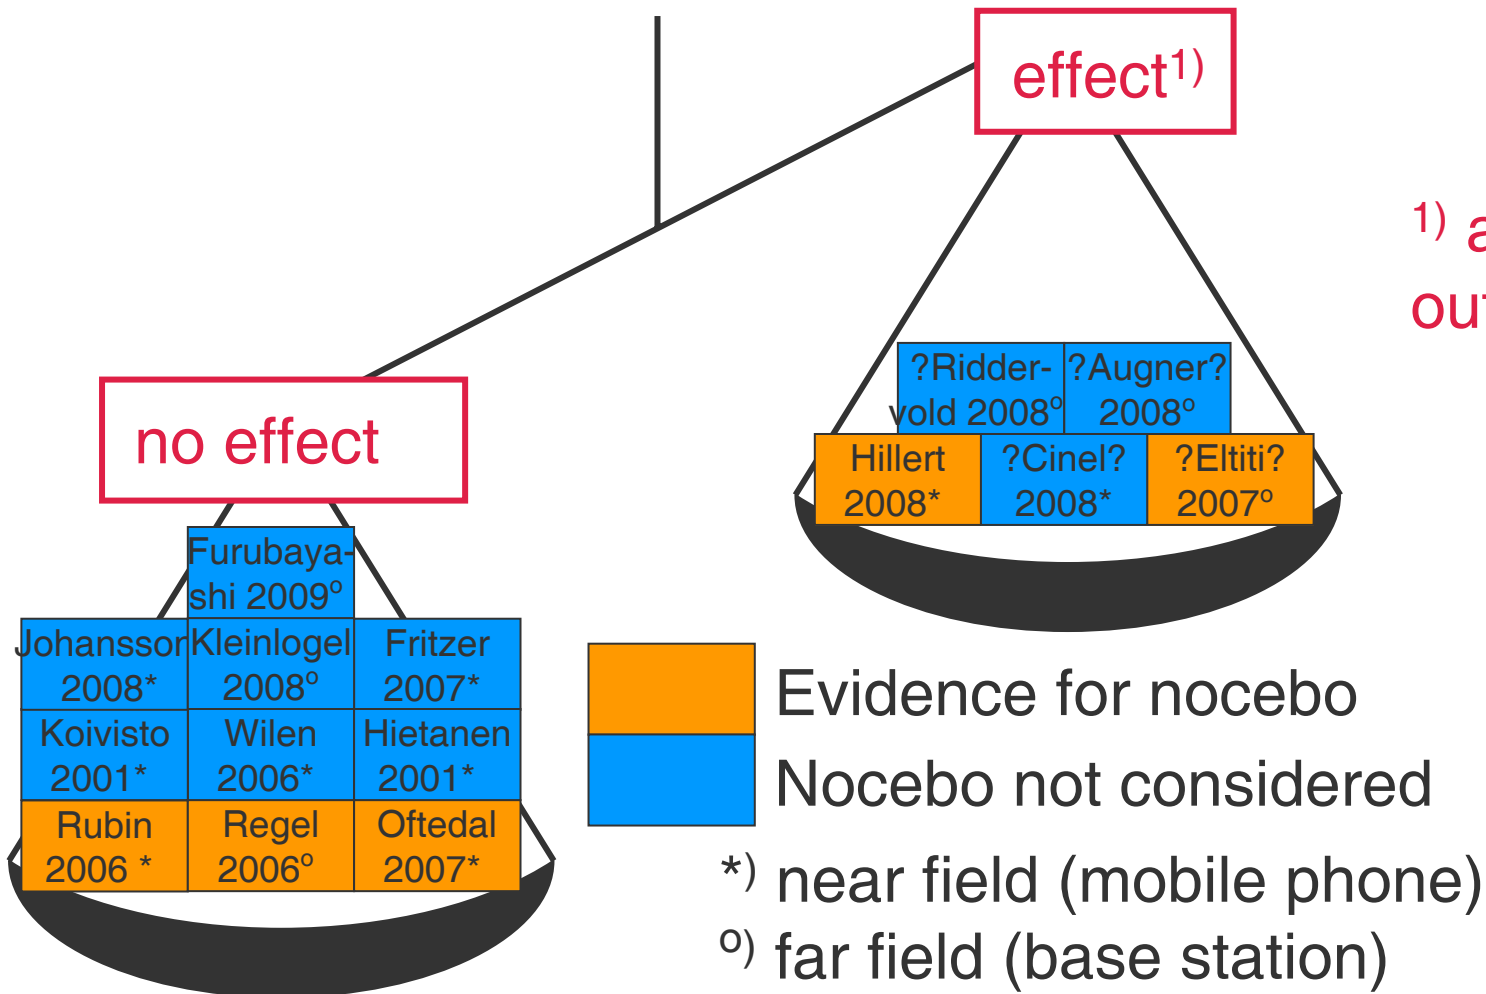 effect¹⁾
¹⁾
no effect
?Ridder-
vold 2008º
?Augner?
2008º
Hillert
2008*
?Cinel?
2008*
?Eltiti?
2007º
Furubaya-
shi 2009º
Johansson
2008*
Kleinlogel
2008º
Fritzer
2007*
Koivisto
2001*
Wilen
2006*
Hietanen
2001*
Rubin
2006 *
Regel
2006º
Oftedal
2007*
Evidence for nocebo
Nocebo not considered
*) near field (mobile phone)
º) far field (base station)